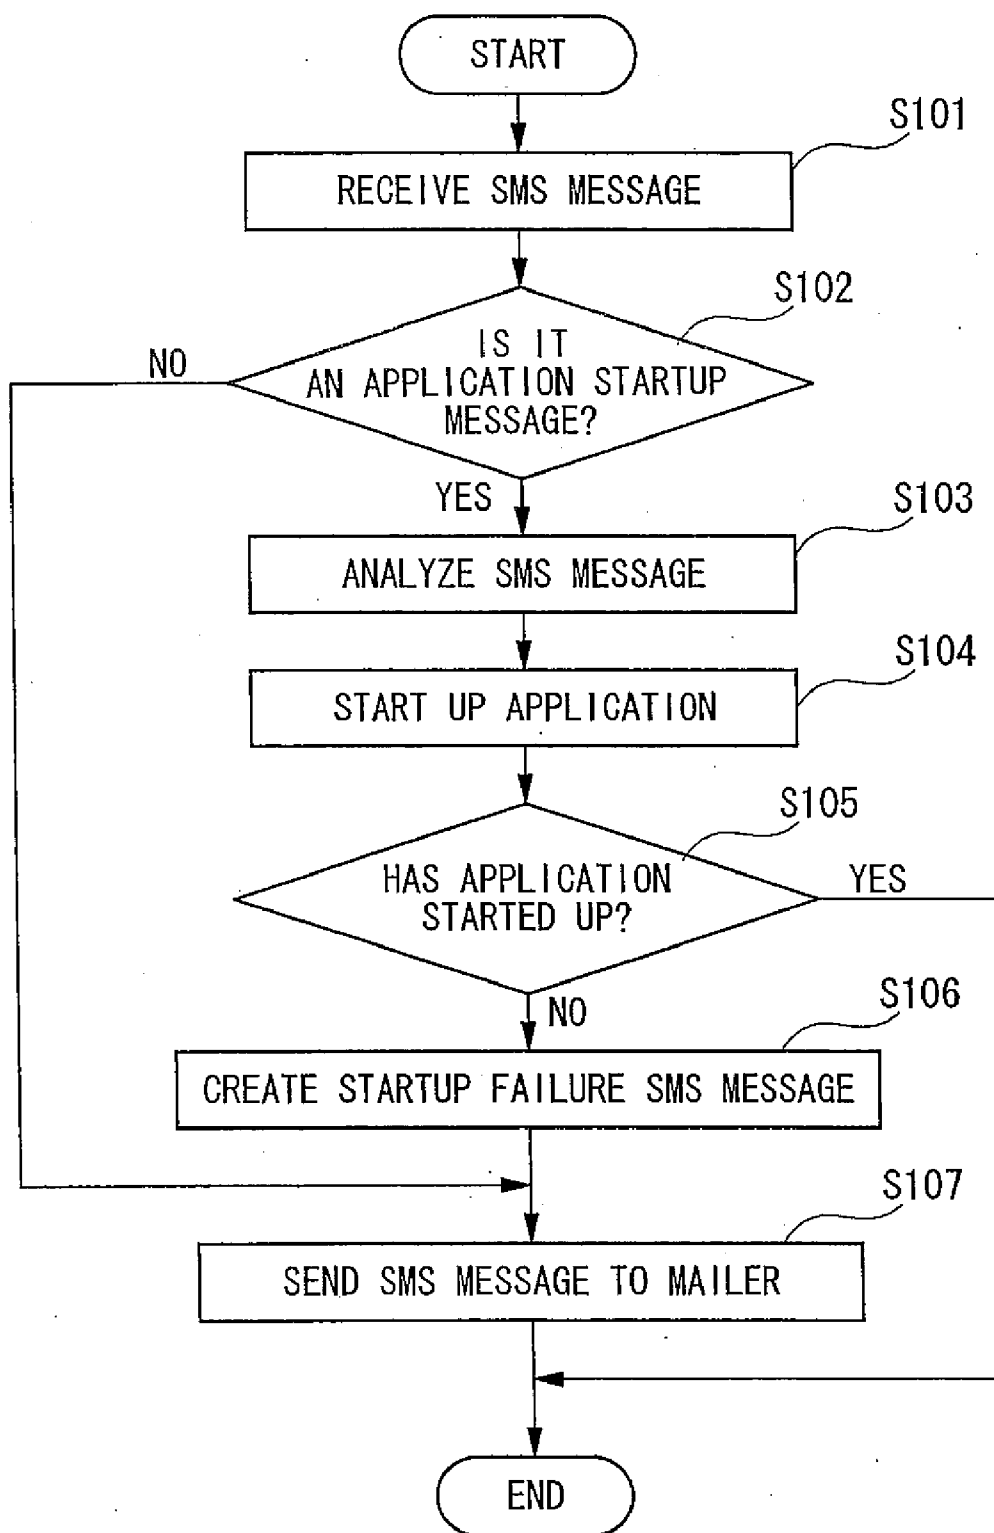 START
S101
RECEIVE SMS MESSAGE
S102
NO
IS IT
AN APPLICATION STARTUP
MESSAGE?
YES
S103
ANALYZE SMS MESSAGE
S104
START UP APPLICATION
S105
HAS APPLICATION
STARTED UP?
YES
NO
S106
CREATE STARTUP FAILURE SMS MESSAGE
S107
SEND SMS MESSAGE TO MAILER
END